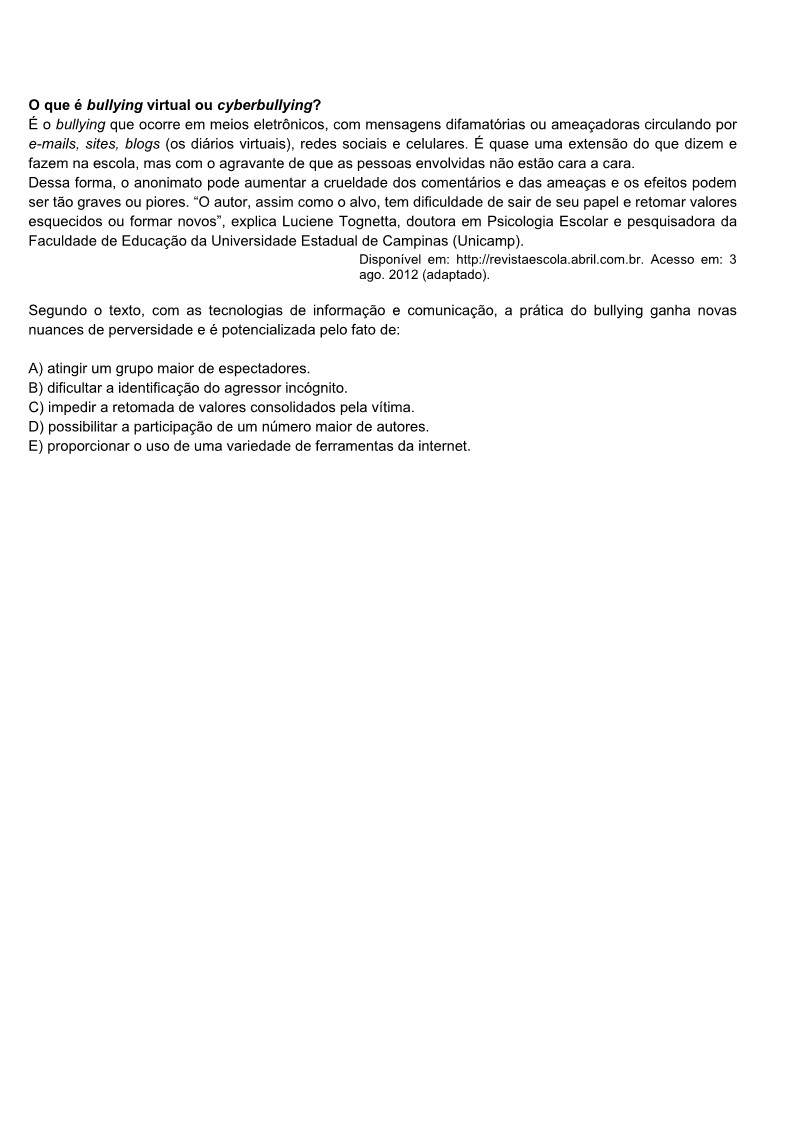 O que é bullying virtual ou cyberbullying?
É o bullying que ocorre em meios eletrônicos, com mensagens difamatórias ou ameaçadoras circulando por
e-mails, sites, blogs (os diários virtuais), redes sociais e celulares. É quase uma extensão do que dizem e
fazem na escola, mas com o agravante de que as pessoas envolvidas não estão cara a cara.
Dessa forma, o anonimato pode aumentar a crueldade dos comentários e das ameaças e os efeitos podem
ser tão graves ou piores. “O autor, assim como o alvo, tem dificuldade de sair de seu papel e retomar valores
esquecidos ou formar novos”, explica Luciene Tognetta, doutora em Psicologia Escolar e pesquisadora da
Faculdade de Educação da Universidade Estadual de Campinas (Unicamp).
Disponível em: http://revistaescola.abril.com.br. Acesso em: 3
ago. 2012 (adaptado).
Segundo o texto, com as tecnologias de informação e comunicação, a prática do bullying ganha novas
nuances de perversidade e é potencializada pelo fato de:
A) atingir um grupo maior de espectadores.
B) dificultar a identificação do agressor incógnito.
C) impedir a retomada de valores consolidados pela vítima.
D) possibilitar a participação de um número maior de autores.
E) proporcionar o uso de uma variedade de ferramentas da internet.